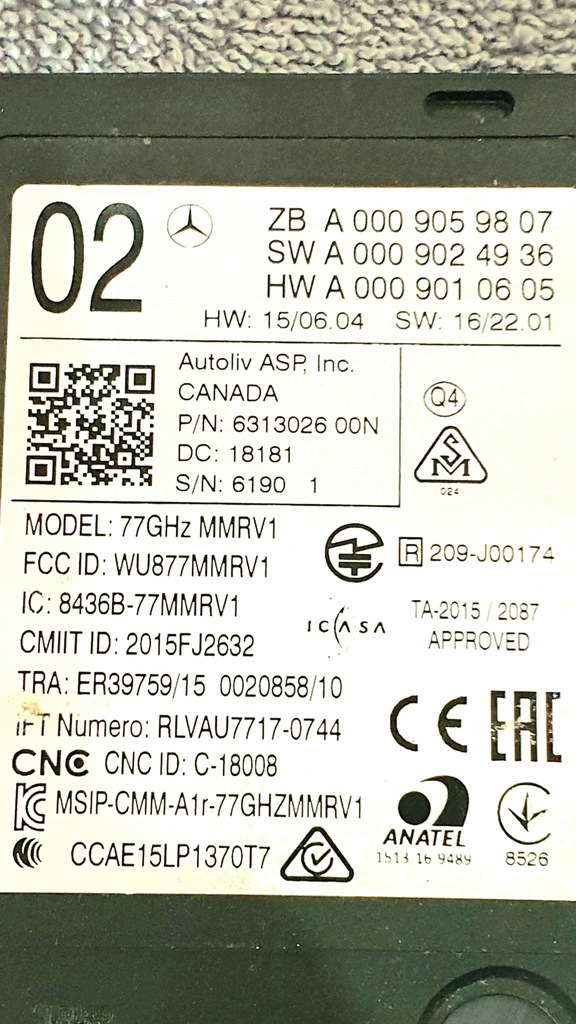 02
ZB A 000 905 98 07
SW A 000 902 49 36
HW A 000 901 06 05
HW: 15/06.04 SW: 16/22.01
Autoliv ASP, Inc.
CANADA
P/N: 6313026 00N
DC: 18181
S/N: 6190 1
Q4
S
M
024
MODEL: 77GHz MMRV1
FCC ID: WU877MMRV1
R 209-J00174
IC: 8436B-77MMRV1
ICASA
TA-2015 / 2087
APPROVED
CMIIT ID: 2015FJ2632
TRA: ER39759/15 0020858/10
IFT Numero: RLVAU7717-0744
CE EAC
CNC CNC ID: C-18008
KC MSIP-CMM-A1r-77GHZMMRV1
ANATEL
1513 16 9489
8526
CCAE15LP1370T7